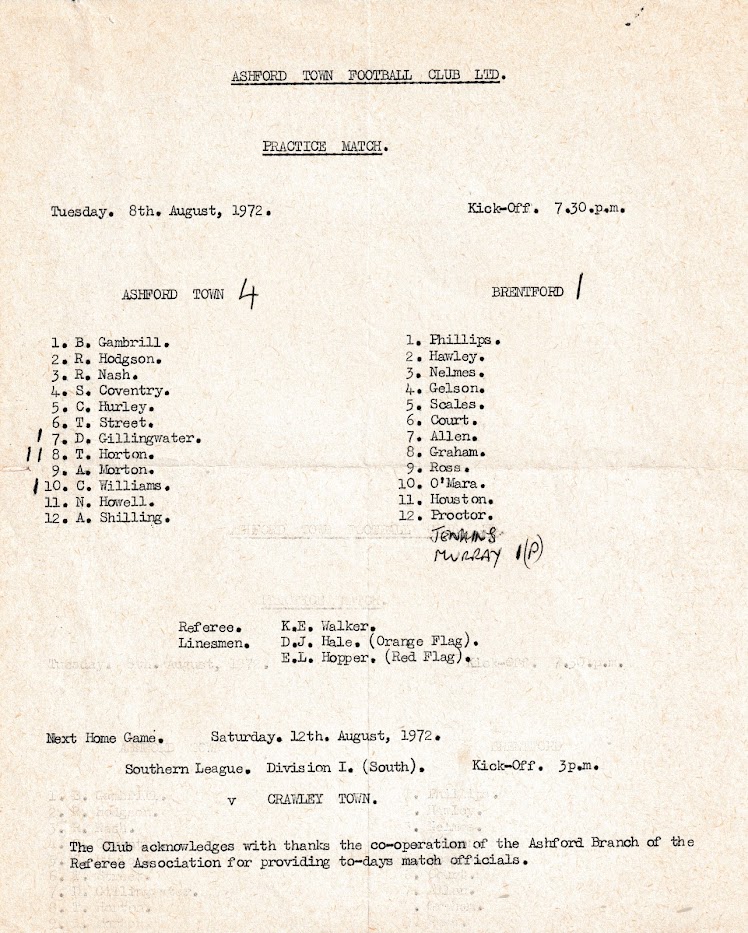 ASHFORD TOWN FOOTBALL CLUB LTD.
PRACTICE MATCH.
Tuesday. 8th. August, 1972. Kick-Off. 7.30.p.m.
ASHFORD TOWN 4
1. B. Gambrill.
2. R. Hodgson.
3. R. Nash.
4. S. Coventry.
5. C. Hurley.
6. T. Street.
1 7. D. Gillingwater.
11 8. T. Horton.
9. A. Morton.
1 10. C. Williams.
11. N. Howell.
12. A. Shilling.
BRENTFORD 1
1. Phillips.
2. Hawley.
3. Nelmes.
4. Gelson.
5. Scales.
6. Court.
7. Allen.
8. Graham.
9. Ross.
10. O'Mara.
11. Houston.
12. Proctor.
JENKINS
MURRAY 1(P)
Referee. K.E. Walker.
Linesmen. D.J. Hale. (Orange Flag).
E.L. Hopper. (Red Flag).
Next Home Game. Saturday. 12th. August, 1972.
Southern League. Division I. (South). Kick-Off. 3p.m.
v CRAWLEY TOWN.
The Club acknowledges with thanks the co-operation of the Ashford Branch of the
Referee Association for providing to-days match officials.